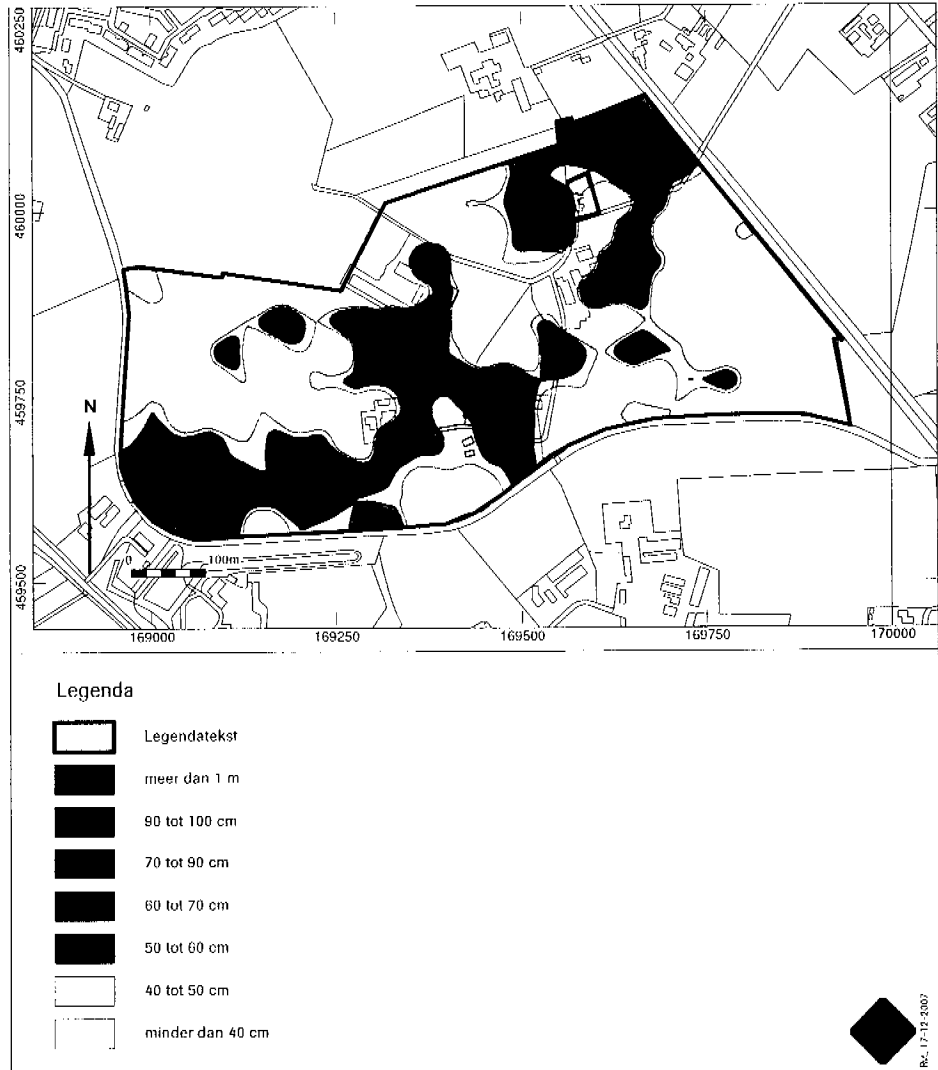 460250
460000
459750
459500
N
0 100m
169000 169250 169500 169750 170000
Legenda
Legendatekst
meer dan 1 m
90 tot 100 cm
70 tot 90 cm
60 tot 70 cm
50 tot 60 cm
40 tot 50 cm
minder dan 40 cm
17-12-2007